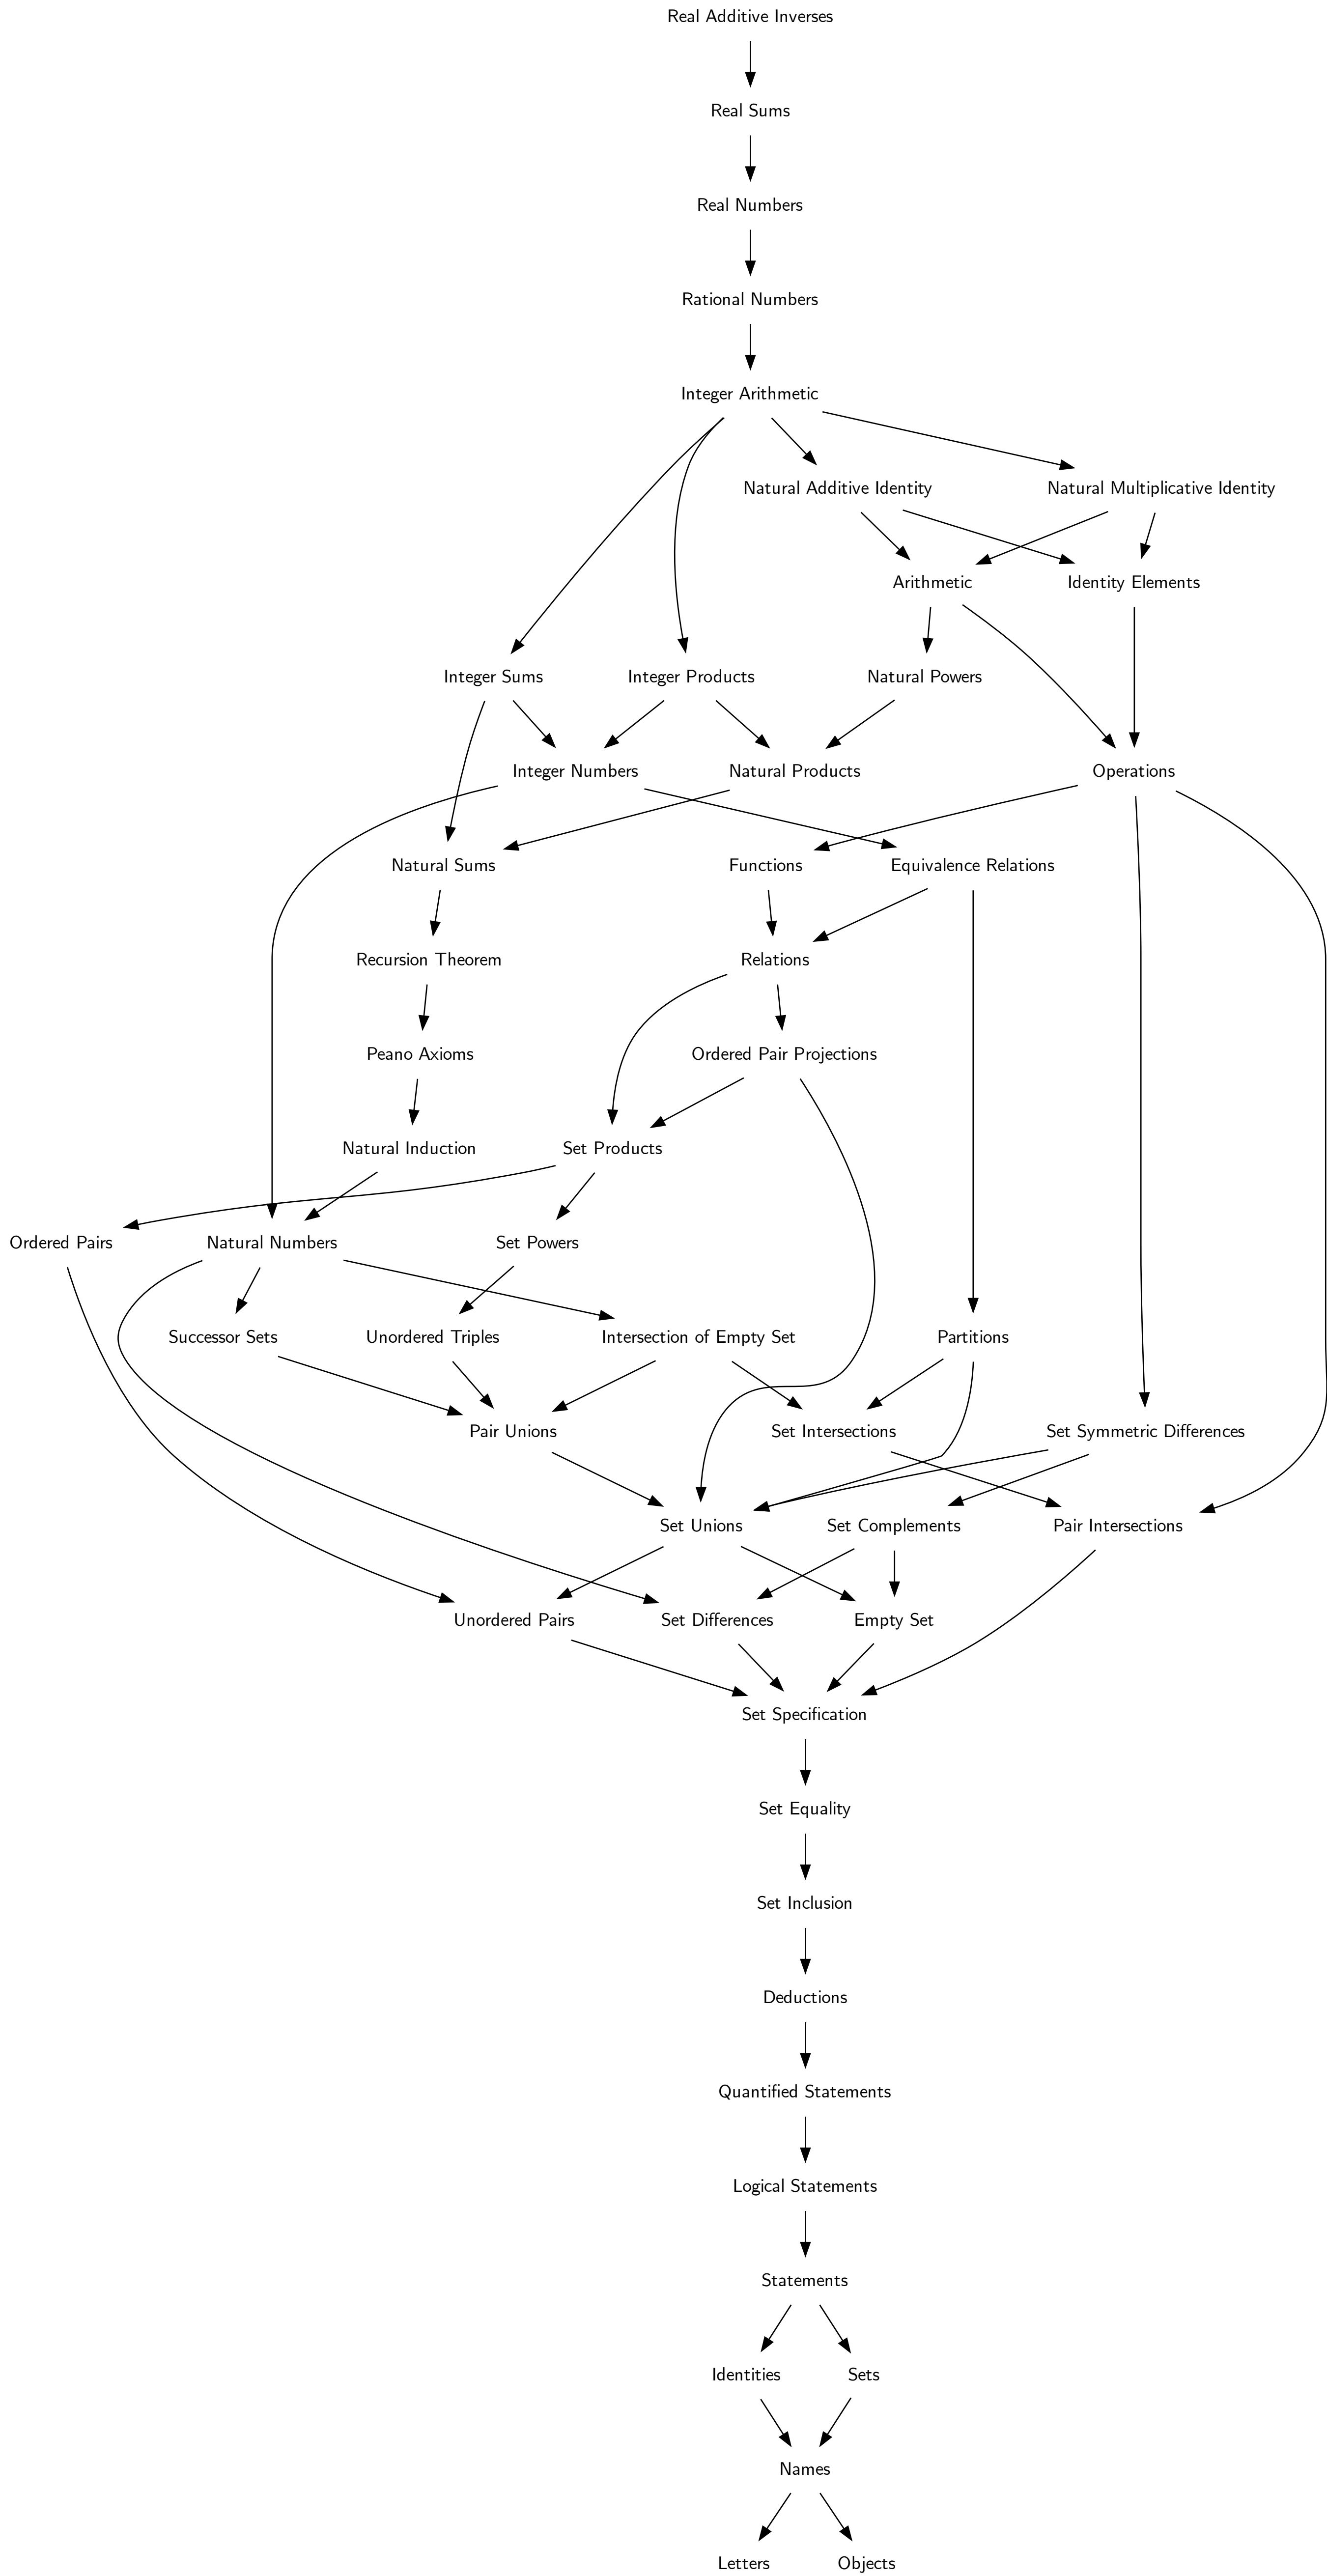 Real Additive Inverses
Real Sums
Real Numbers
Rational Numbers
Integer Arithmetic
Natural Additive Identity
Natural Multiplicative Identity
Arithmetic
Identity Elements
Integer Sums
Integer Products
Natural Powers
Integer Numbers
Natural Products
Operations
Natural Sums
Functions
Equivalence Relations
Recursion Theorem
Relations
Peano Axioms
Ordered Pair Projections
Natural Induction
Set Products
Ordered Pairs
Natural Numbers
Set Powers
Successor Sets
Unordered Triples
Intersection of Empty Set
Partitions
Pair Unions
Set Intersections
Set Symmetric Differences
Set Unions
Set Complements
Pair Intersections
Unordered Pairs
Set Differences
Empty Set
Set Specification
Set Equality
Set Inclusion
Deductions
Quantified Statements
Logical Statements
Statements
Identities
Sets
Names
Letters
Objects